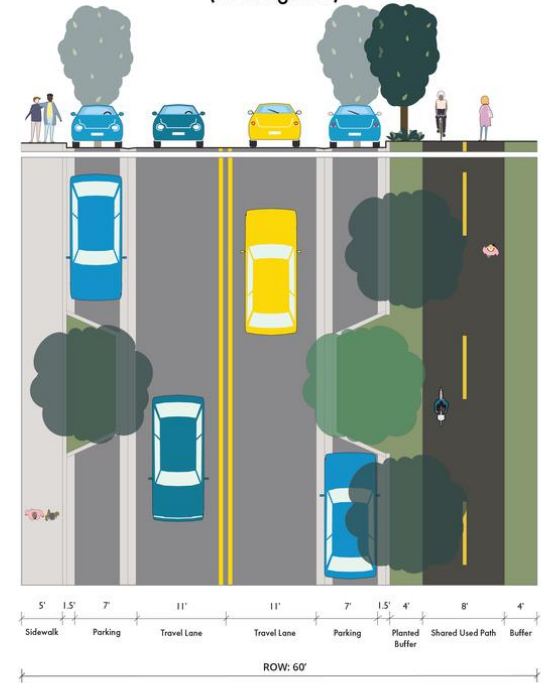 5' 1.5' 7' 11' 11' 7' 1.5' 4' 8' 4'
Sidewalk Parking Travel Lane Travel Lane Parking Planted Shared Used Path Buffer
Buffer
ROW: 60'